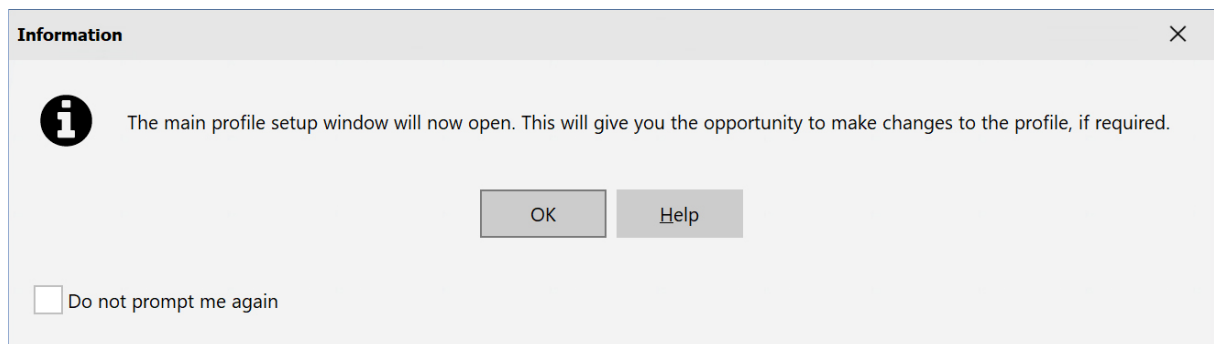 Information
The main profile setup window will now open. This will give you the opportunity to make changes to the profile, if required.
OK Help
Do not prompt me again